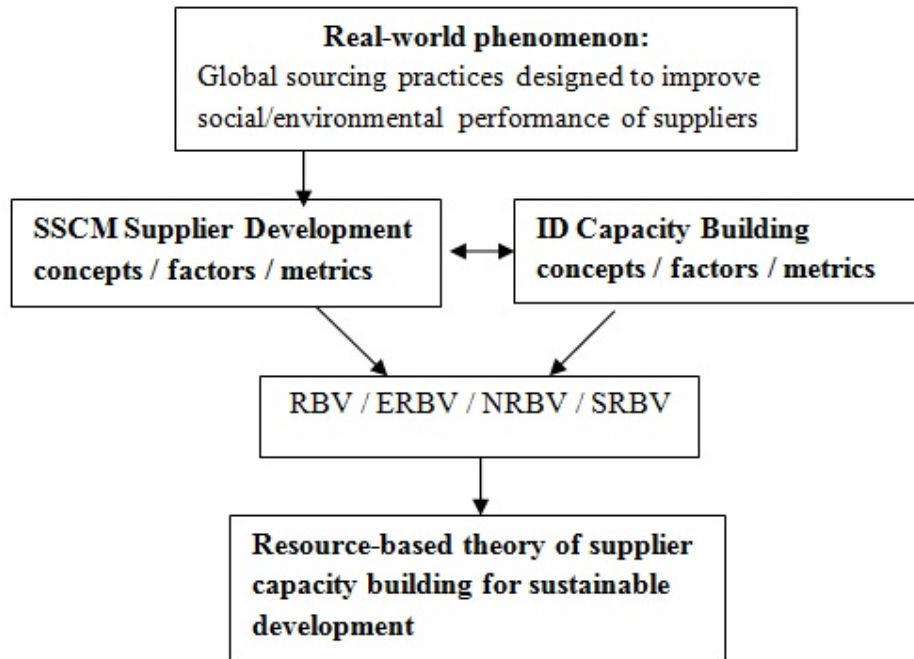 Real-world phenomenon:
Global sourcing practices designed to improve
social/environmental performance of suppliers
SSCM Supplier Development
concepts / factors / metrics
ID Capacity Building
concepts / factors / metrics
RBV / ERBV / NRBV / SRBV
Resource-based theory of supplier
capacity building for sustainable
development